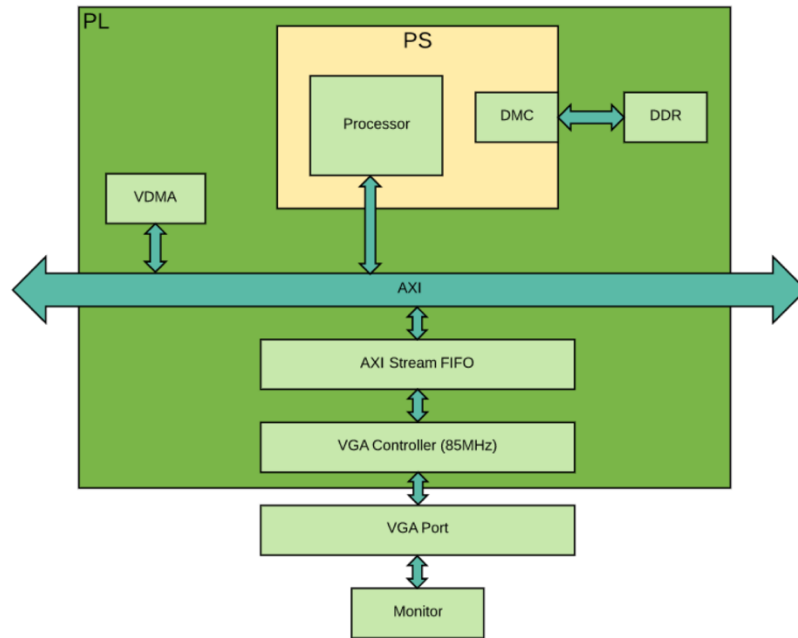 PL
PS
Processor
DMC
DDR
VDMA
AXI
AXI Stream FIFO
VGA Controller (85MHz)
VGA Port
Monitor